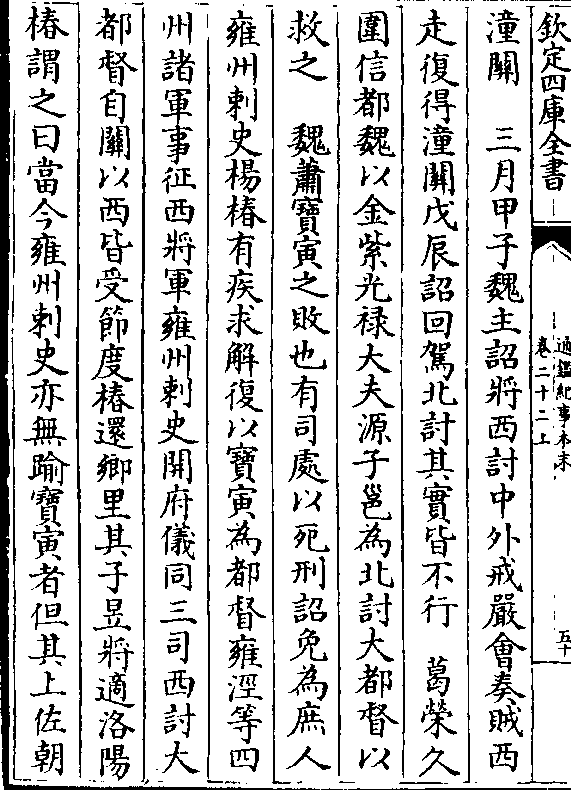 欽定四庫全書
通鑑紀事本末
卷二十二上
五十
潼關　三月甲子魏主詔將西討中外戒嚴會奏賊西
走復得潼關戊辰詔回駕北討其實皆不行　葛榮久
圍信都魏以金紫光禄大夫源子邕為北討大都督以
救之　魏蕭寶寅之敗也有司處以死刑詔免為庶人
雍州刺史楊椿有疾求解復以寶寅為都督雍涇等四
州諸軍事征西將軍雍州刺史開府儀同三司西討大
都督自關以西皆受節度椿還鄉里其子昱將適洛陽
椿謂之曰當今雍州刺史亦無踰寶寅者但其上佐朝